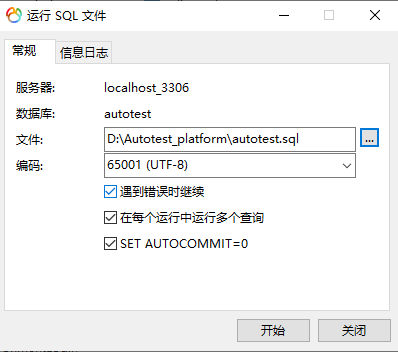 运行 SQL 文件
常规 信息日志
服务器: localhost_3306
数据库: autotest
文件: D:\Autotest_platform\autotest.sql ...
编码: 65001 (UTF-8)
遇到错误时继续
在每个运行中运行多个查询
SET AUTOCOMMIT=0
开始 关闭